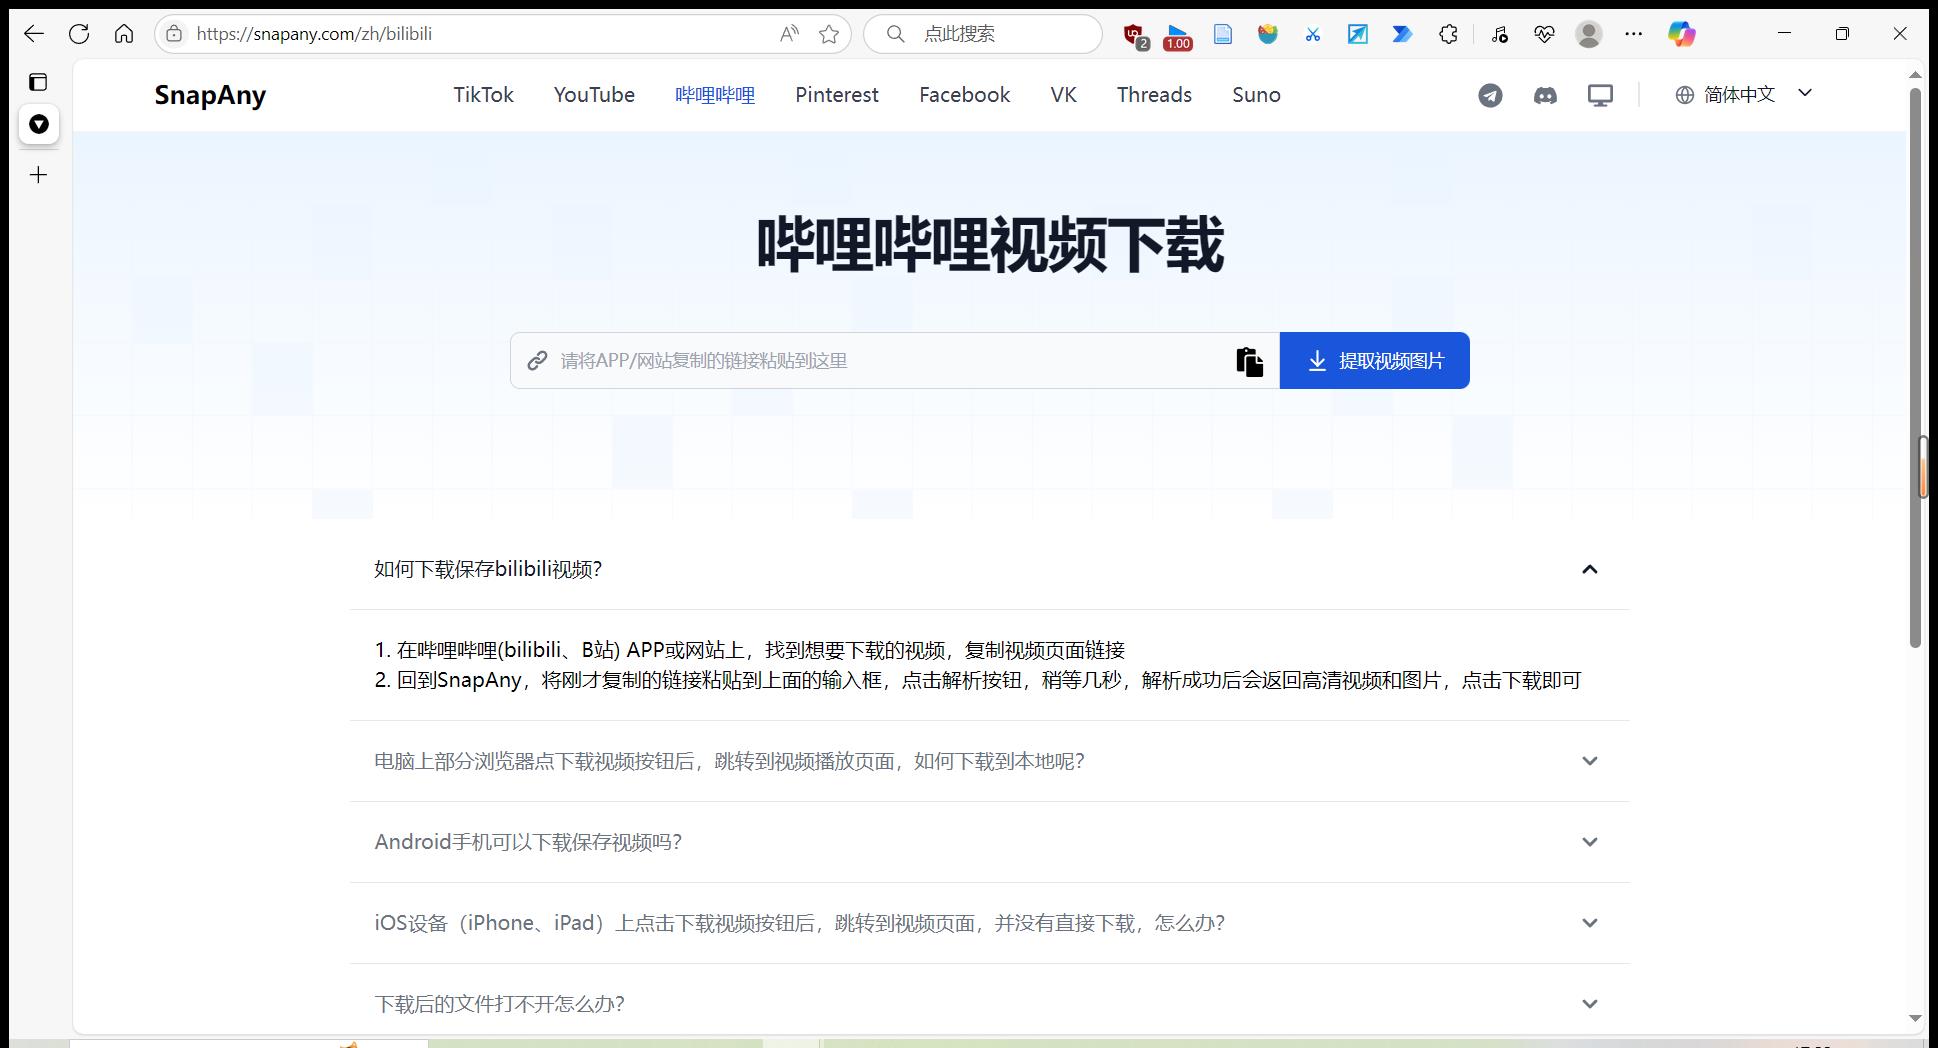 https://snapany.com/zh/bilibili
点此搜索
2
1.00
SnapAny
TikTok
YouTube
哔哩哔哩
Pinterest
Facebook
VK
Threads
Suno
简体中文
哔哩哔哩视频下载
请将APP/网站复制的链接粘贴到这里
提取视频图片
如何下载保存bilibili视频？
1. 在哔哩哔哩(bilibili、B站) APP或网站上，找到想要下载的视频，复制视频页面链接
2. 回到SnapAny，将刚才复制的链接粘贴到上面的输入框，点击解析按钮，稍等几秒，解析成功后会返回高清视频和图片，点击下载即可
电脑上部分浏览器点下载视频按钮后，跳转到视频播放页面，如何下载到本地呢？
Android手机可以下载保存视频吗？
iOS设备（iPhone、iPad）上点击下载视频按钮后，跳转到视频页面，并没有直接下载，怎么办？
下载后的文件打不开怎么办？